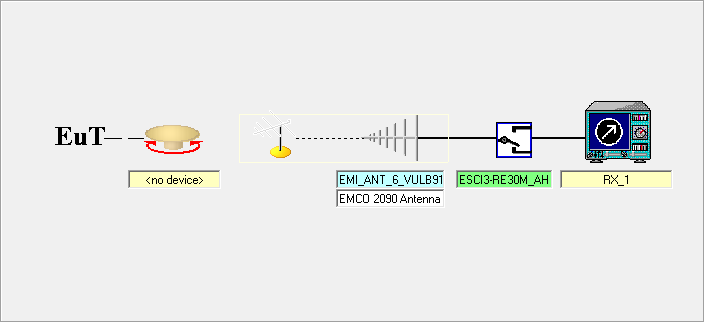 EuT
<no device>
EMI_ANT_6_VULB91
ESCI3-RE30M_AH
RX_1
EMCO 2090 Antenna